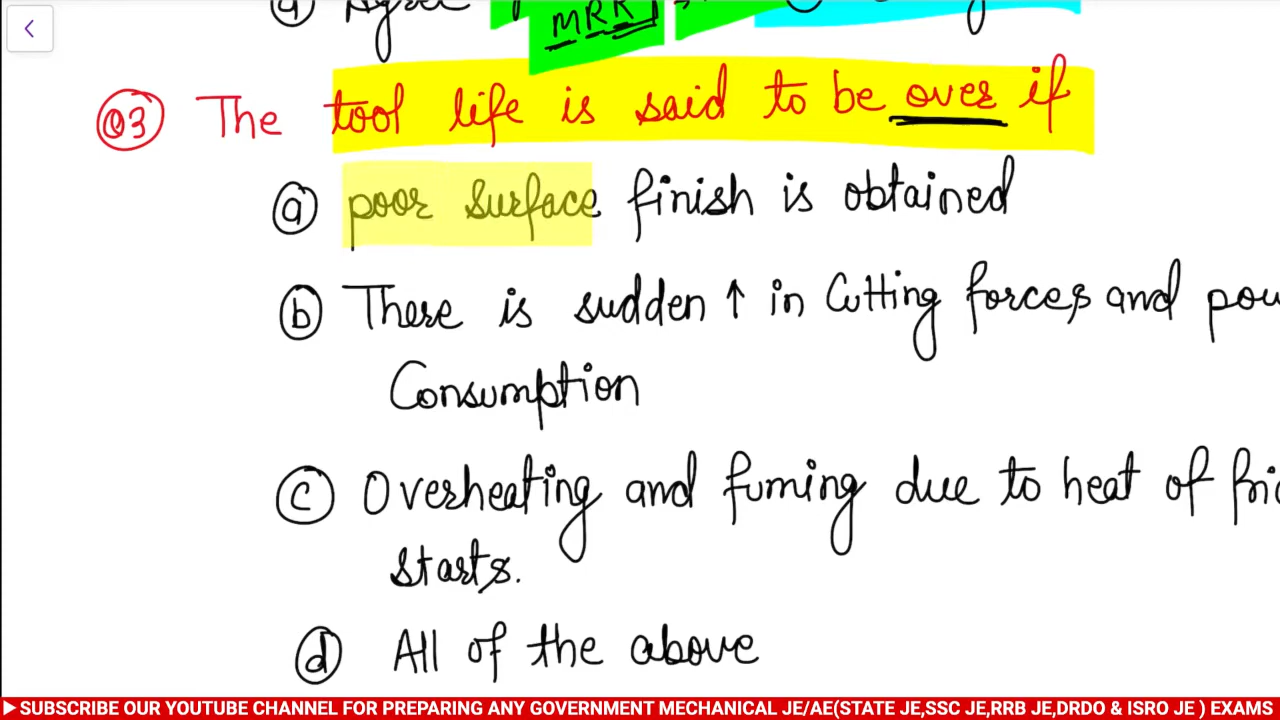 MRR
Q3 The tool life is said to be over if
a poor surface finish is obtained
b There is sudden ↑ in Cutting forces and pow
Consumption
c Overheating and fuming due to heat of fric
starts.
d All of the above
▶ SUBSCRIBE OUR YOUTUBE CHANNEL FOR PREPARING ANY GOVERNMENT MECHANICAL JE/AE(STATE JE,SSC JE,RRB JE,DRDO & ISRO JE ) EXAMS